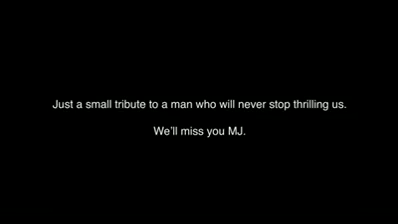 Just a small tribute to a man who will never stop thrilling us.
We'll miss you MJ.